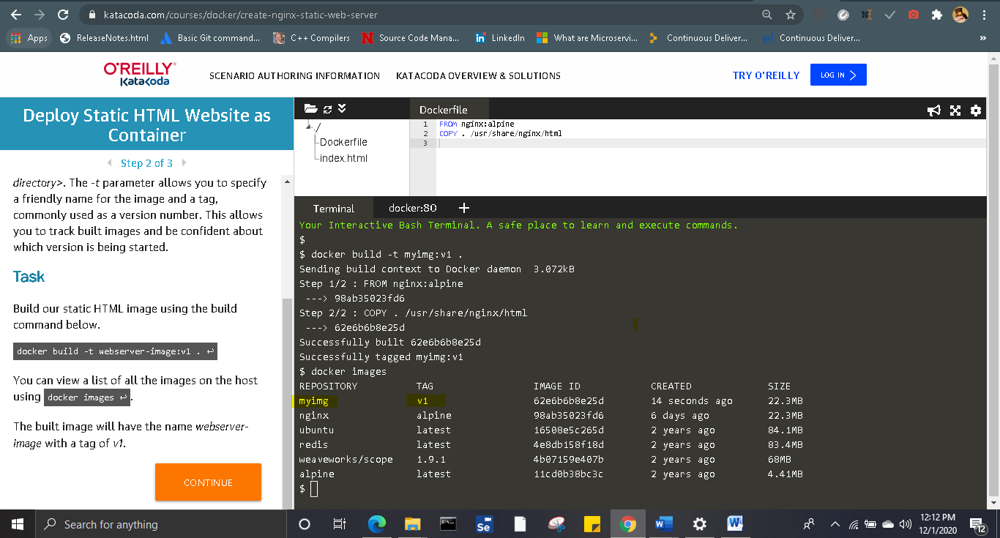 katacoda.com/courses/docker/create-nginx-static-web-server
Apps
ReleaseNotes.html
Basic Git command...
C++ Compilers
Source Code Mana...
LinkedIn
What are Microservi...
Continuous Deliver...
Continuous Deliver...
»
O'REILLY®
Katacoda
SCENARIO AUTHORING INFORMATION
KATACODA OVERVIEW & SOLUTIONS
TRY O'REILLY
LOG IN
Deploy Static HTML Website as
Container
Step 2 of 3
directory>. The -t parameter allows you to specify
a friendly name for the image and a tag,
commonly used as a version number. This allows
you to track built images and be confident about
which version is being started.
Task
Build our static HTML image using the build
command below.
docker build -t webserver-image:v1 . ↩
You can view a list of all the images on the host
using docker images ↩.
The built image will have the name webserver-
image with a tag of v1.
CONTINUE
/
Dockerfile
index.html
Dockerfile
1 FROM nginx:alpine
2 COPY . /usr/share/nginx/html
3
Terminal
docker:80
+
Your Interactive Bash Terminal. A safe place to learn and execute commands.
$
$ docker build -t myimg:v1 .
Sending build context to Docker daemon  3.072kB
Step 1/2 : FROM nginx:alpine
 ---> 98ab35023fd6
Step 2/2 : COPY . /usr/share/nginx/html
 ---> 62e6b6b8e25d
Successfully built 62e6b6b8e25d
Successfully tagged myimg:v1
$ docker images
REPOSITORY          TAG                 IMAGE ID            CREATED             SIZE
myimg               v1                  62e6b6b8e25d        14 seconds ago      22.3MB
nginx               alpine              98ab35023fd6        6 days ago          22.3MB
ubuntu              latest              16508e5c265d        2 years ago         84.1MB
redis               latest              4e8db158f18d        2 years ago         83.4MB
weaveworks/scope    1.9.1               4b07159e407b        2 years ago         68MB
alpine              latest              11cd0b38bc3c        2 years ago         4.41MB
$
Search for anything
Se
12:12 PM
12/1/2020
12